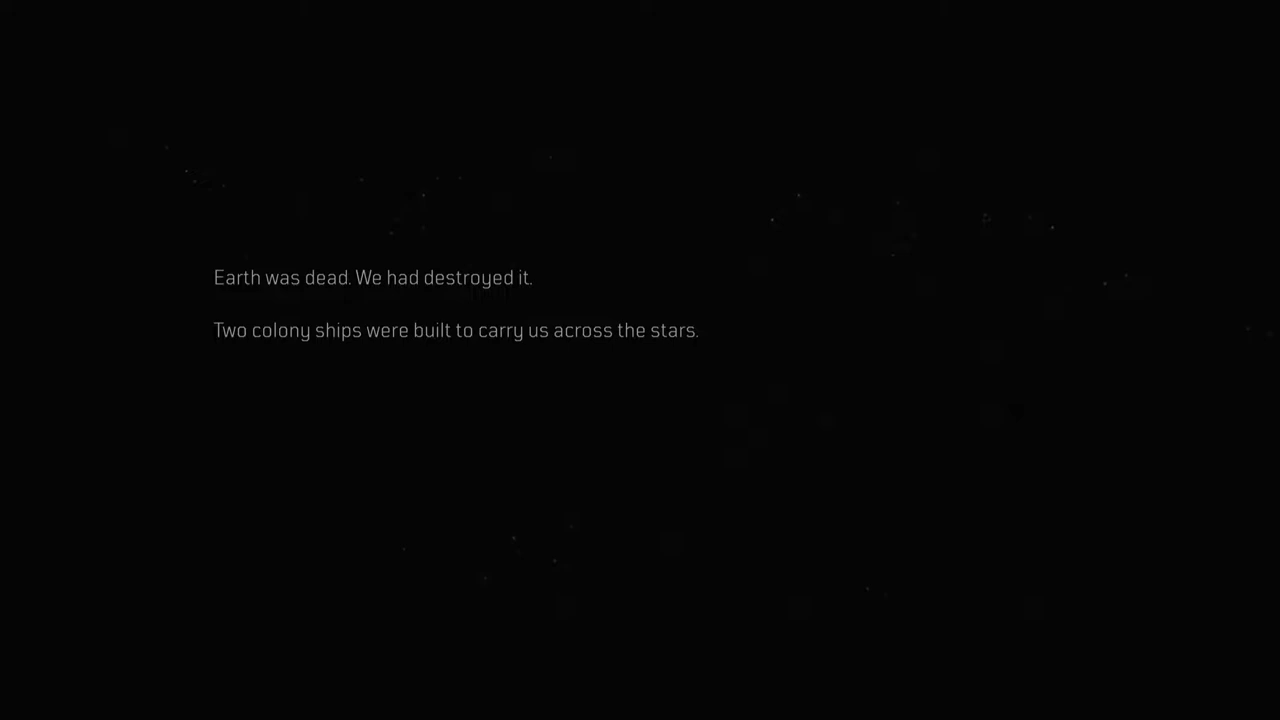 Earth was dead. We had destroyed it.
Two colony ships were built to carry us across the stars.